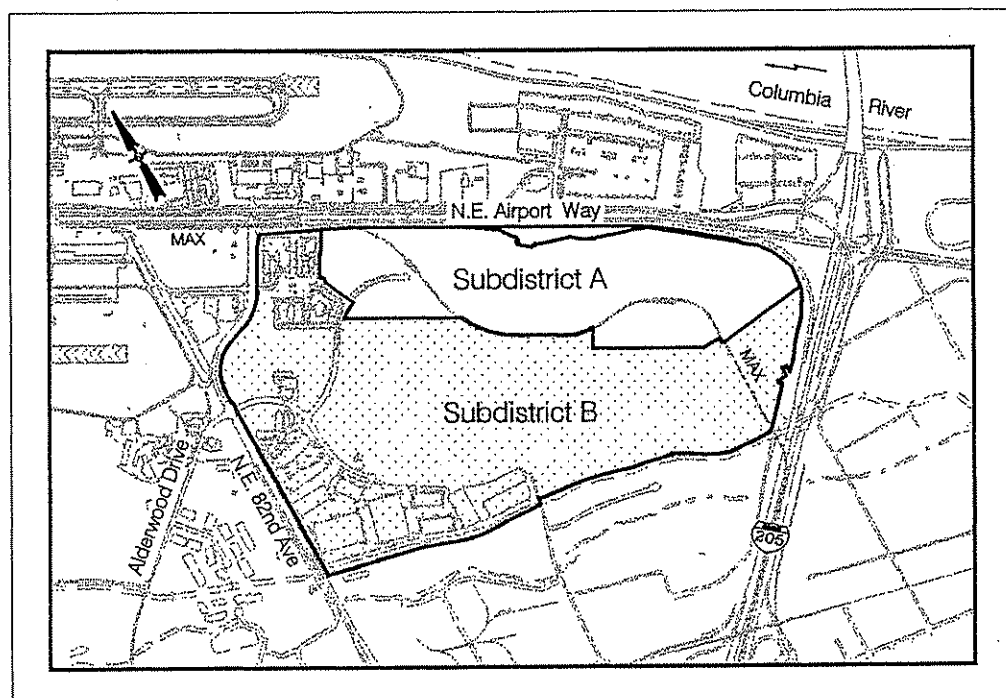 Columbia River
N.E. Airport Way
MAX
Subdistrict A
MAX
Subdistrict B
Alderwood Drive
N.E. 82nd Ave
205